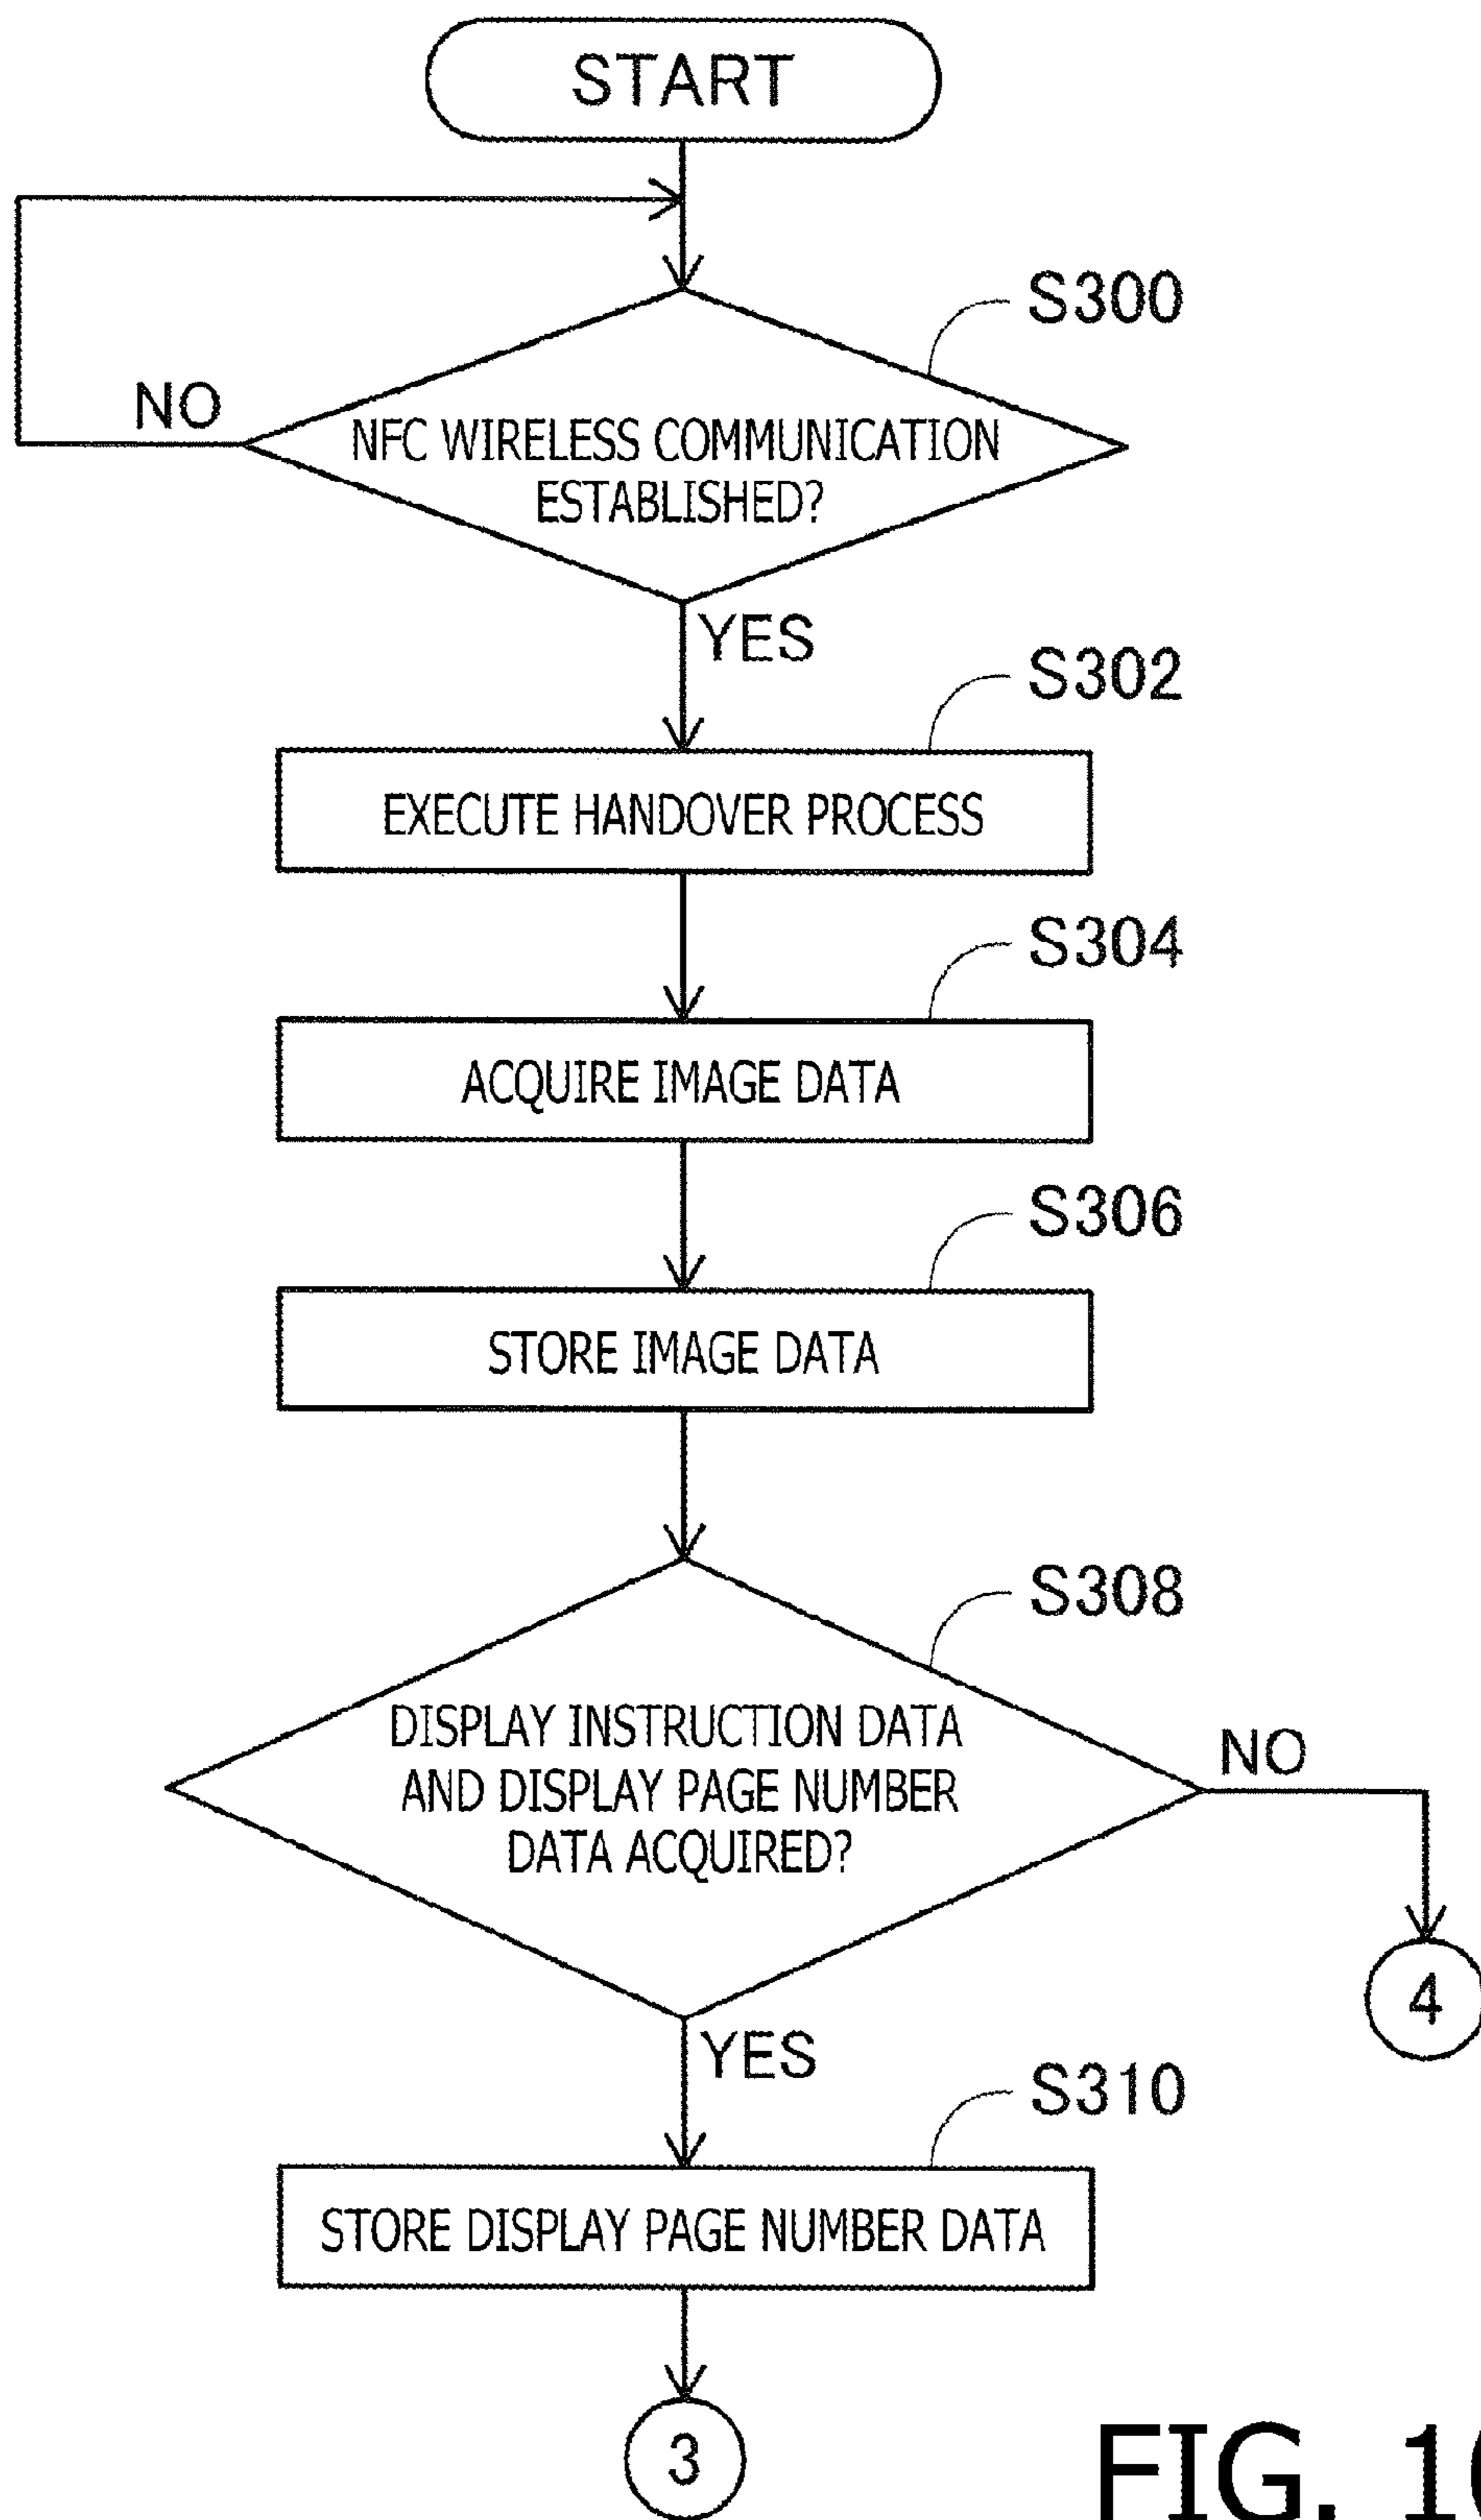 START
S300
NO
NFC WIRELESS COMMUNICATION
ESTABLISHED?
YES
S302
EXECUTE HANDOVER PROCESS
S304
ACQUIRE IMAGE DATA
S306
STORE IMAGE DATA
S308
DISPLAY INSTRUCTION DATA
AND DISPLAY PAGE NUMBER
DATA ACQUIRED?
NO
4
YES
S310
STORE DISPLAY PAGE NUMBER DATA
3
FIG.